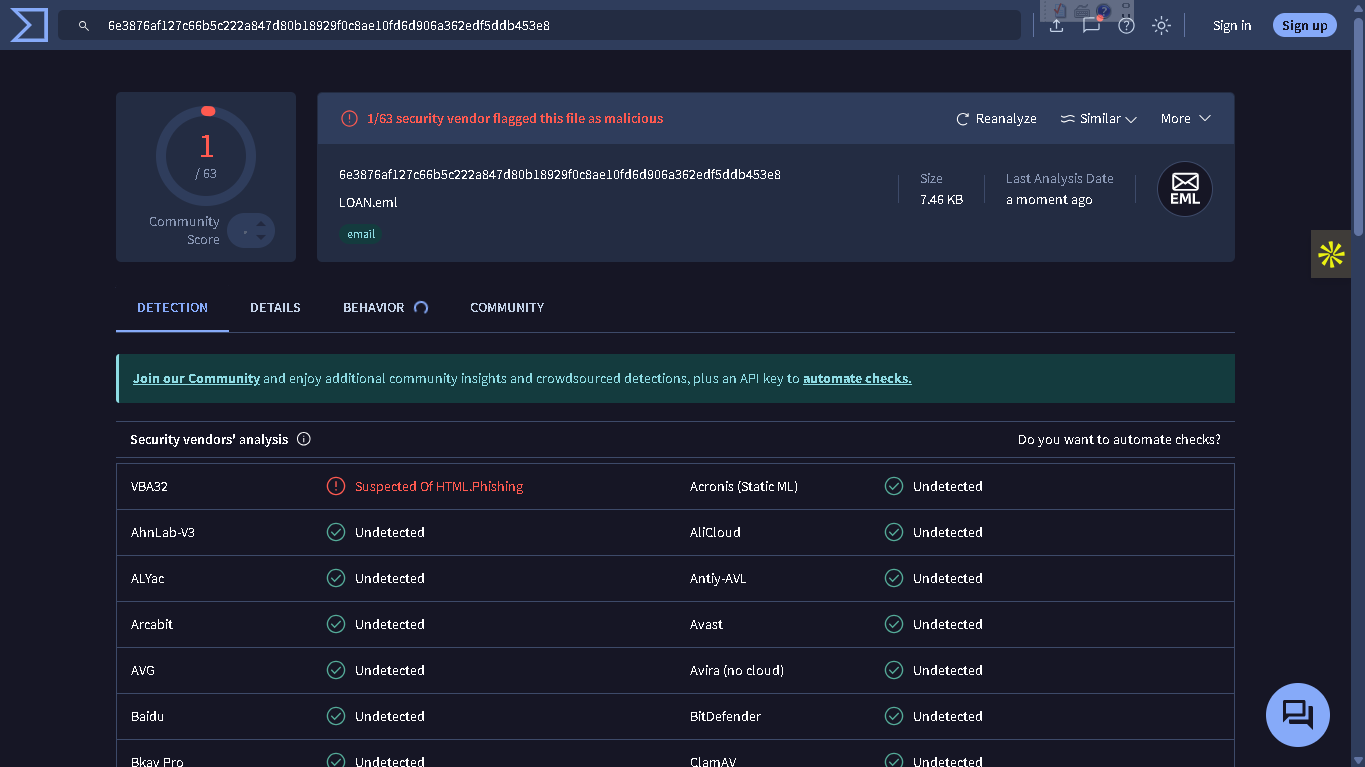 6e3876af127c66b5c222a847d80b18929f0c8ae10fd6d906a362edf5ddb453e8
Sign in
Sign up
1
/ 63
Community
Score
1/63 security vendor flagged this file as malicious
Reanalyze
Similar
More
6e3876af127c66b5c222a847d80b18929f0c8ae10fd6d906a362edf5ddb453e8
LOAN.eml
email
Size
7.46 KB
Last Analysis Date
a moment ago
EML
DETECTION
DETAILS
BEHAVIOR
COMMUNITY
Join our Community and enjoy additional community insights and crowdsourced detections, plus an API key to automate checks.
Security vendors' analysis
Do you want to automate checks?
VBA32 Suspected Of HTML.Phishing Acronis (Static ML) Undetected
AhnLab-V3 Undetected AliCloud Undetected
ALYac Undetected Antiy-AVL Undetected
Arcabit Undetected Avast Undetected
AVG Undetected Avira (no cloud) Undetected
Baidu Undetected BitDefender Undetected
Bkav Pro Undetected ClamAV Undetected